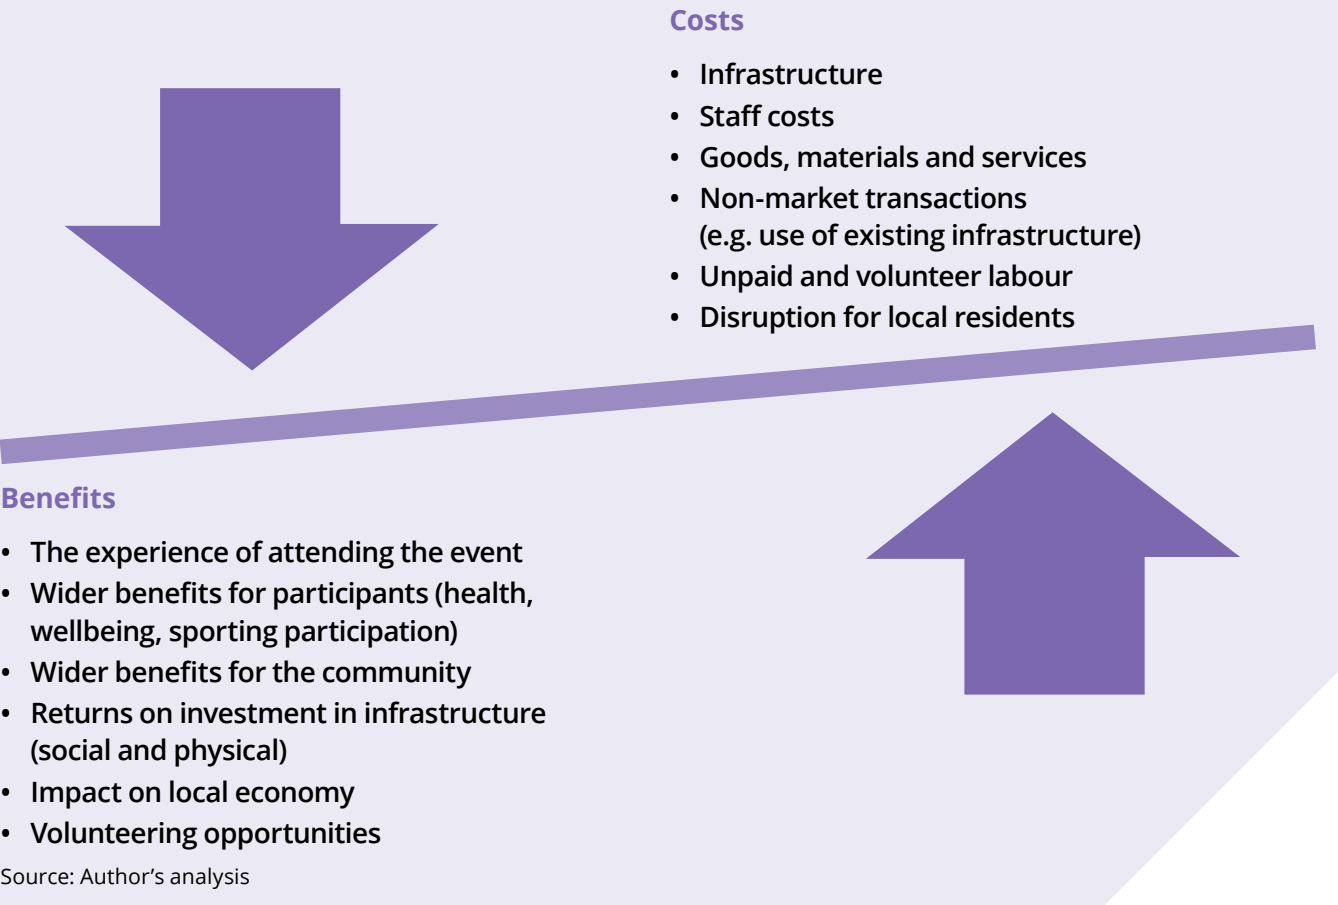 Costs
• Infrastructure
• Staff costs
• Goods, materials and services
• Non-market transactions
(e.g. use of existing infrastructure)
• Unpaid and volunteer labour
• Disruption for local residents
Benefits
• The experience of attending the event
• Wider benefits for participants (health,
wellbeing, sporting participation)
• Wider benefits for the community
• Returns on investment in infrastructure
(social and physical)
• Impact on local economy
• Volunteering opportunities
Source: Author’s analysis